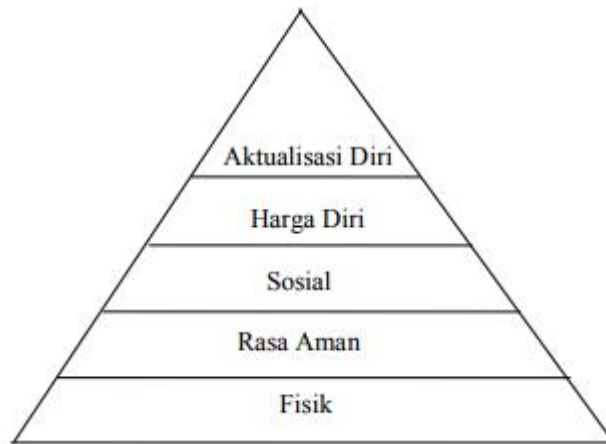 Aktualisasi Diri
Harga Diri
Sosial
Rasa Aman
Fisik